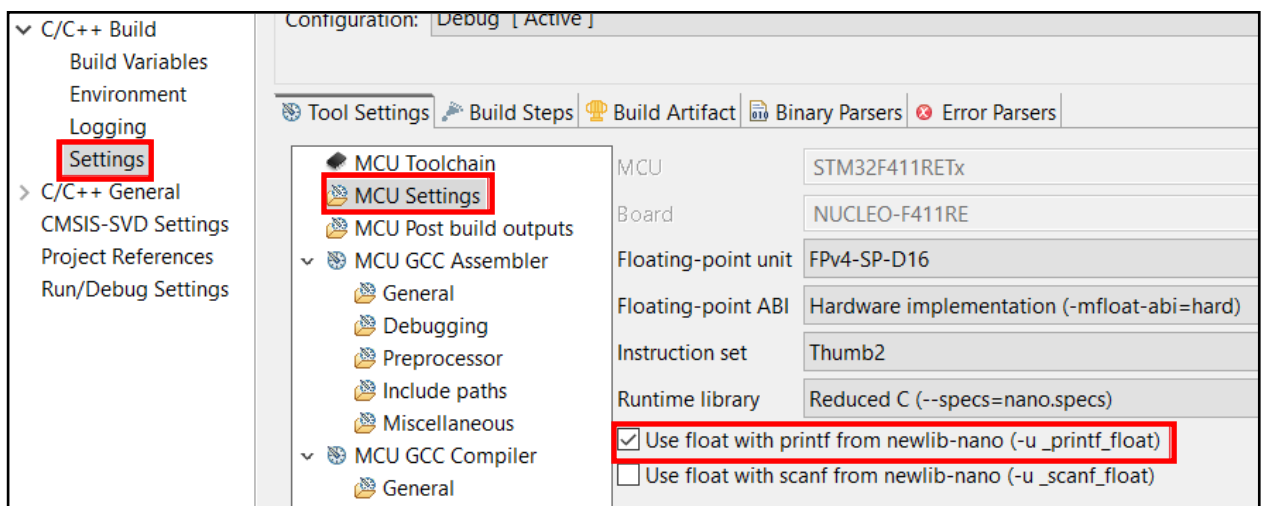 C/C++ Build
Build Variables
Environment
Logging
Settings
C/C++ General
CMSIS-SVD Settings
Project References
Run/Debug Settings
Configuration: Debug [ Active ]
Tool Settings Build Steps Build Artifact Binary Parsers Error Parsers
MCU Toolchain
MCU Settings
MCU Post build outputs
MCU GCC Assembler
General
Debugging
Preprocessor
Include paths
Miscellaneous
MCU GCC Compiler
General
MCU STM32F411RETx
Board NUCLEO-F411RE
Floating-point unit FPv4-SP-D16
Floating-point ABI Hardware implementation (-mfloat-abi=hard)
Instruction set Thumb2
Runtime library Reduced C (--specs=nano.specs)
Use float with printf from newlib-nano (-u _printf_float)
Use float with scanf from newlib-nano (-u _scanf_float)